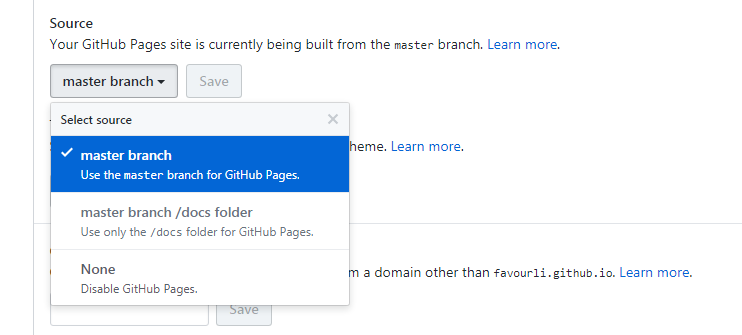 Source
Your GitHub Pages site is currently being built from the master branch. Learn more.
master branch Save
Select source
heme. Learn more.
master branch
Use the master branch for GitHub Pages.
master branch /docs folder
Use only the /docs folder for GitHub Pages.
None
m a domain other than favourli.github.io. Learn more.
Disable GitHub Pages.
Save